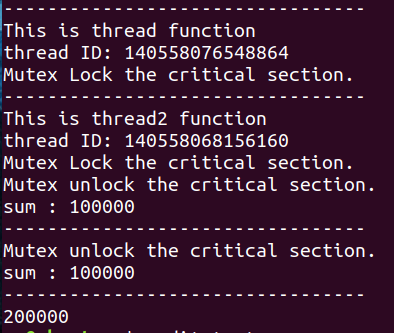 ---------------------------------
This is thread function
thread ID: 140558076548864
Mutex Lock the critical section.
---------------------------------
This is thread2 function
thread ID: 140558068156160
Mutex Lock the critical section.
Mutex unlock the critical section.
sum : 100000
---------------------------------
Mutex unlock the critical section.
sum : 100000
---------------------------------
200000